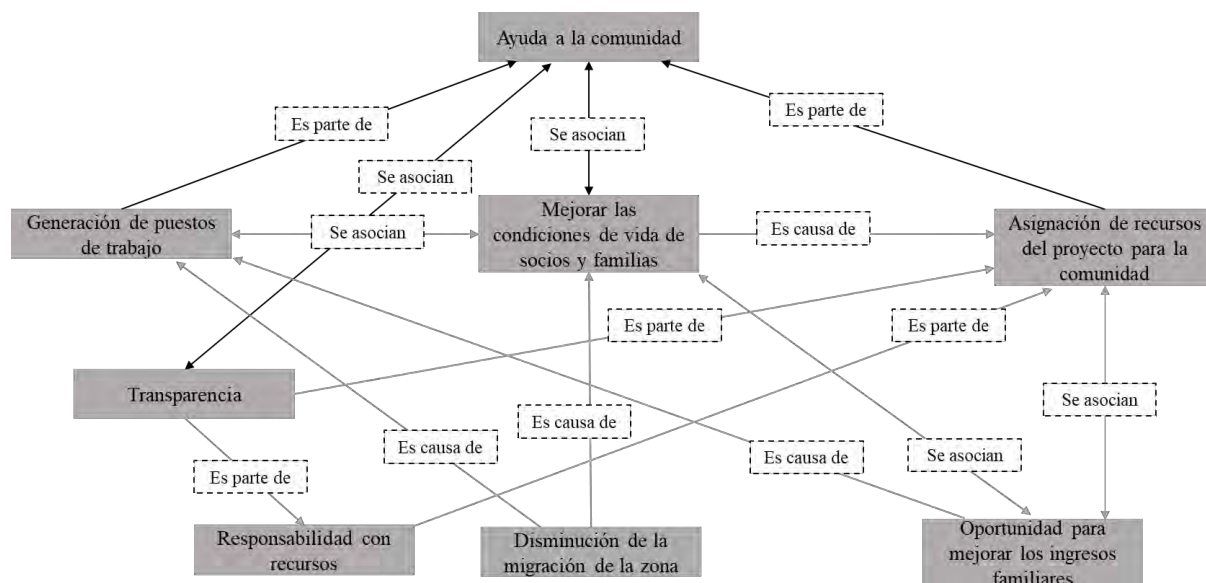 Ayuda a la comunidad
Es parte de
Es parte de
Se asocian
Se asocian
Generación de puestos
de trabajo
Se asocian
Mejorar las
condiciones de vida de
socios y familias
Es causa de
Asignación de recursos
del proyecto para la
comunidad
Es parte de
Es parte de
Transparencia
Se asocian
Es causa de
Es causa de
Es causa de
Se asocian
Es parte de
Responsabilidad con
recursos
Disminución de la
migración de la zona
Oportunidad para
mejorar los ingresos
familiares